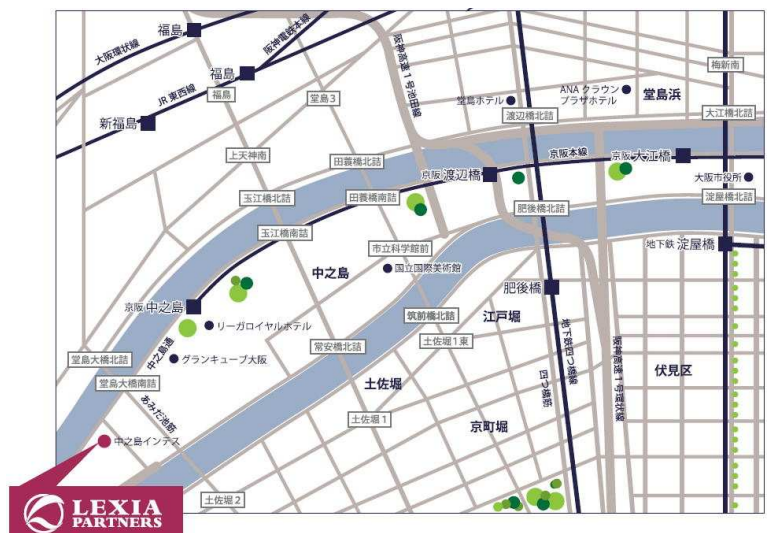 福島
大阪環状線
阪神電鉄本線
福島
福島
JR東西線
新福島
堂島3
上天神南
阪神高速1号池田線
堂島ホテル
ANAクラウン
プラザホテル
堂島浜
梅新南
渡辺橋北詰
大江橋北詰
田蓑橋北詰
京阪 渡辺橋
京阪本線
京阪 大江橋
大阪市役所
玉江橋北詰
田蓑橋南詰
肥後橋北詰
淀屋橋北詰
玉江橋南詰
市立科学館前
地下鉄 淀屋橋
中之島
国立国際美術館
肥後橋
京阪 中之島
リーガロイヤルホテル
筑前橋北詰
江戸堀
中之島通
常安橋北詰
土佐堀1東
地下鉄四つ橋線
四つ橋筋
阪神高速1号環状線
堂島大橋北詰
グランキューブ大阪
堂島大橋南詰
伏見区
土佐堀
あみだ池筋
土佐堀1
京町堀
中之島インテス
土佐堀2
LEXIA
PARTNERS